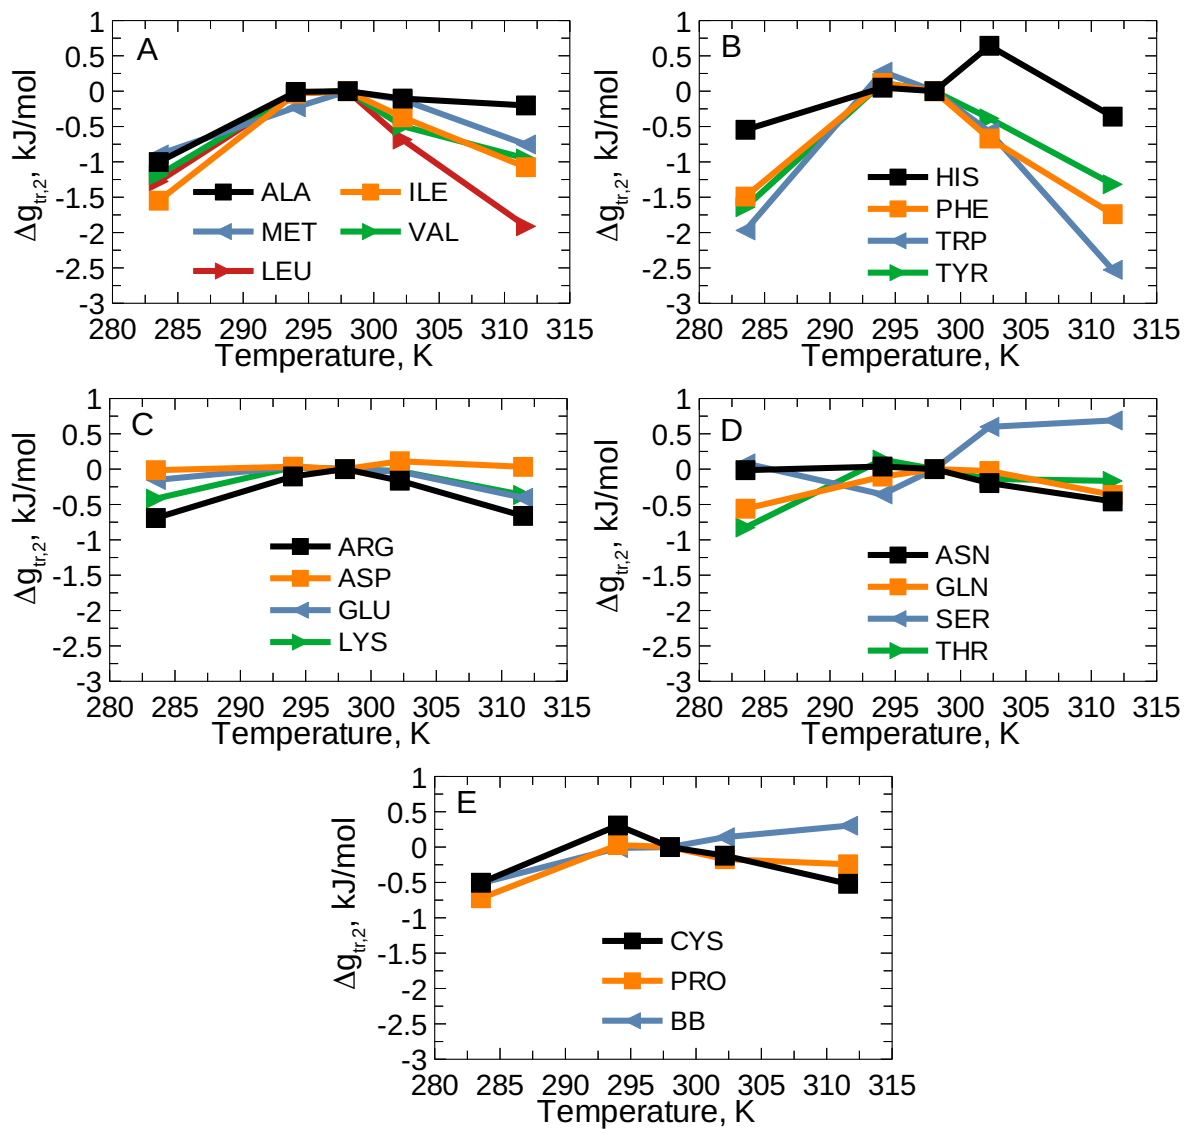 A
1
0.5
0
-0.5
-1
-1.5
-2
-2.5
-3
Δg_tr,2, kJ/mol
ALA ILE
MET VAL
LEU
280 285 290 295 300 305 310 315
Temperature, K
B
1
0.5
0
-0.5
-1
-1.5
-2
-2.5
-3
Δg_tr,2, kJ/mol
HIS
PHE
TRP
TYR
280 285 290 295 300 305 310 315
Temperature, K
C
1
0.5
0
-0.5
-1
-1.5
-2
-2.5
-3
Δg_tr,2, kJ/mol
ARG
ASP
GLU
LYS
280 285 290 295 300 305 310 315
Temperature, K
D
1
0.5
0
-0.5
-1
-1.5
-2
-2.5
-3
Δg_tr,2, kJ/mol
ASN
GLN
SER
THR
280 285 290 295 300 305 310 315
Temperature, K
E
1
0.5
0
-0.5
-1
-1.5
-2
-2.5
-3
Δg_tr,2, kJ/mol
CYS
PRO
BB
280 285 290 295 300 305 310 315
Temperature, K